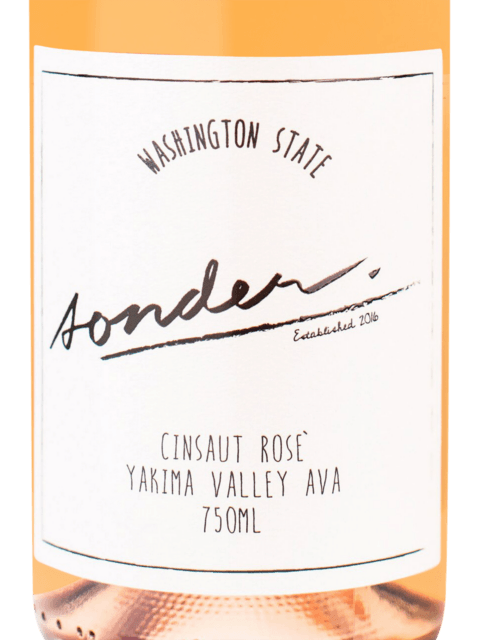 WASHINGTON STATE
sonder.
Established 2016
CINSAUT ROSÈ
YAKIMA VALLEY AVA
750ML